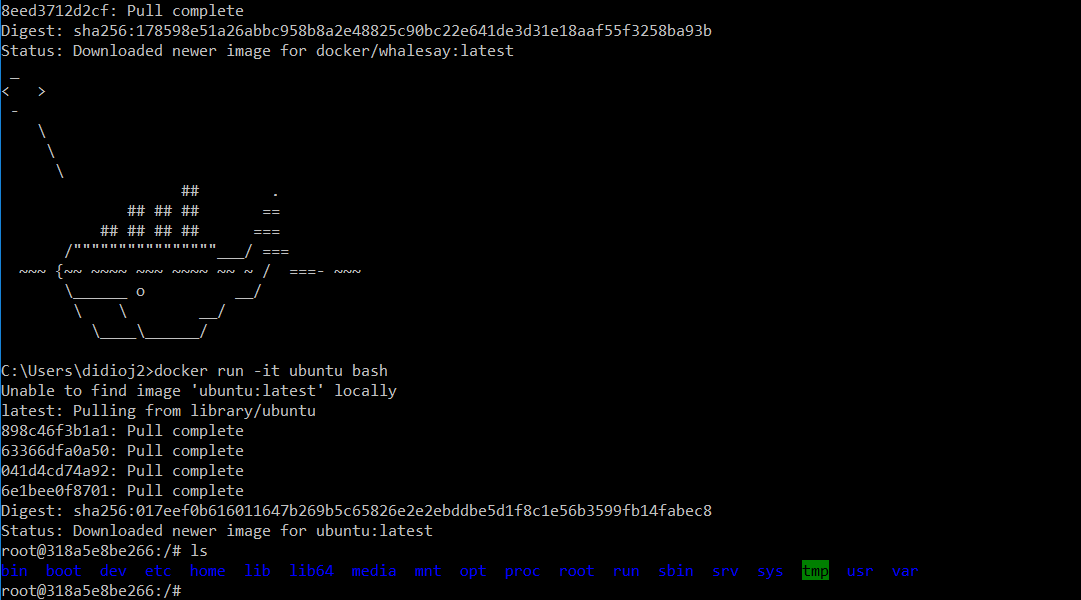 8eed3712d2cf: Pull complete
Digest: sha256:178598e51a26abbc958b8a2e48825c90bc22e641de3d31e18aaf55f3258ba93b
Status: Downloaded newer image for docker/whalesay:latest
 _
<   >
 -
    \
     \
      \
                    ##        .
              ## ## ##       ==
           ## ## ## ##      ===
       /""""""""""""""""___/ ===
  ~~~ {~~ ~~~~ ~~~ ~~~~ ~~ ~ /  ===- ~~~
       \______ o          __/
        \    \        __/
          \____\______/
C:\Users\didioj2>docker run -it ubuntu bash
Unable to find image 'ubuntu:latest' locally
latest: Pulling from library/ubuntu
898c46f3b1a1: Pull complete
63366dfa0a50: Pull complete
041d4cd74a92: Pull complete
6e1bee0f8701: Pull complete
Digest: sha256:017eef0b616011647b269b5c65826e2e2ebddbe5d1f8c1e56b3599fb14fabec8
Status: Downloaded newer image for ubuntu:latest
root@318a5e8be266:/# ls
bin  boot  dev  etc  home  lib  lib64  media  mnt  opt  proc  root  run  sbin  srv  sys  tmp  usr  var
root@318a5e8be266:/#